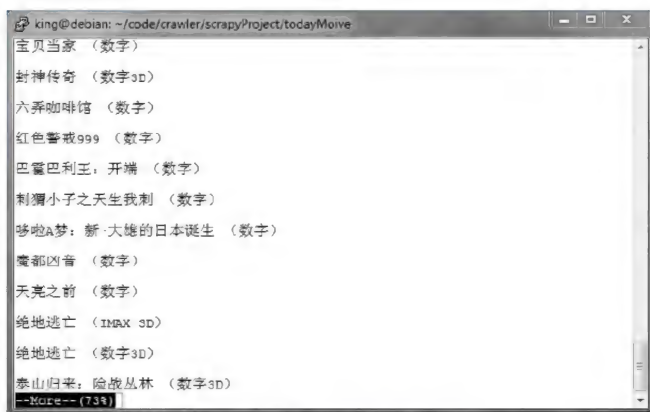 king@debian: ~/code/crawler/scrapyProject/todayMoive
宝贝当家 （数字）
封神传奇 （数字3D）
六弄咖啡馆 （数字）
红色警戒999 （数字）
巴霍巴利王：开端 （数字）
刺猬小子之天生我刺 （数字）
哆啦A梦：新·大雄的日本诞生 （数字）
魔都凶音 （数字）
天亮之前 （数字）
绝地逃亡 （IMAX 3D）
绝地逃亡 （数字3D）
泰山归来：险战丛林 （数字3D）
--More--(73%)